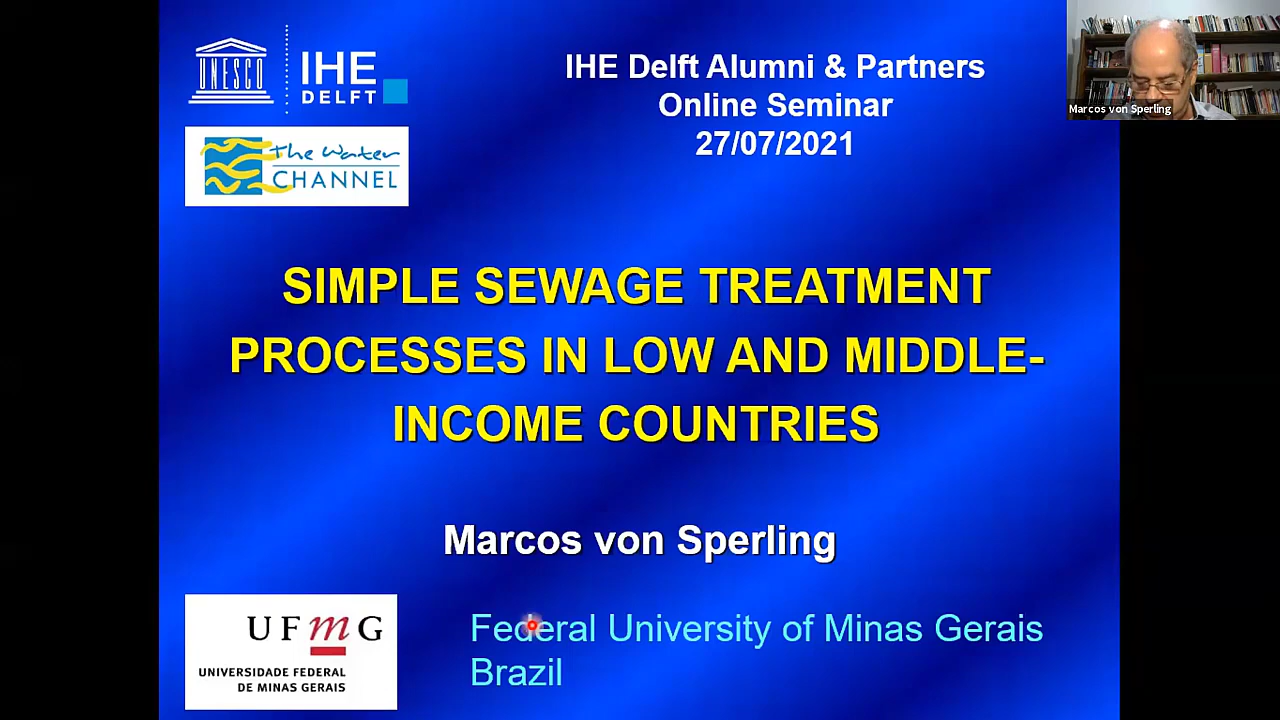 UNESCO
IHE
DELFT
IHE Delft Alumni & Partners
Online Seminar
27/07/2021
Marcos von Sperling
The Water
CHANNEL
SIMPLE SEWAGE TREATMENT
PROCESSES IN LOW AND MIDDLE-
INCOME COUNTRIES
Marcos von Sperling
UFmG
UNIVERSIDADE FEDERAL
DE MINAS GERAIS
Federal University of Minas Gerais
Brazil